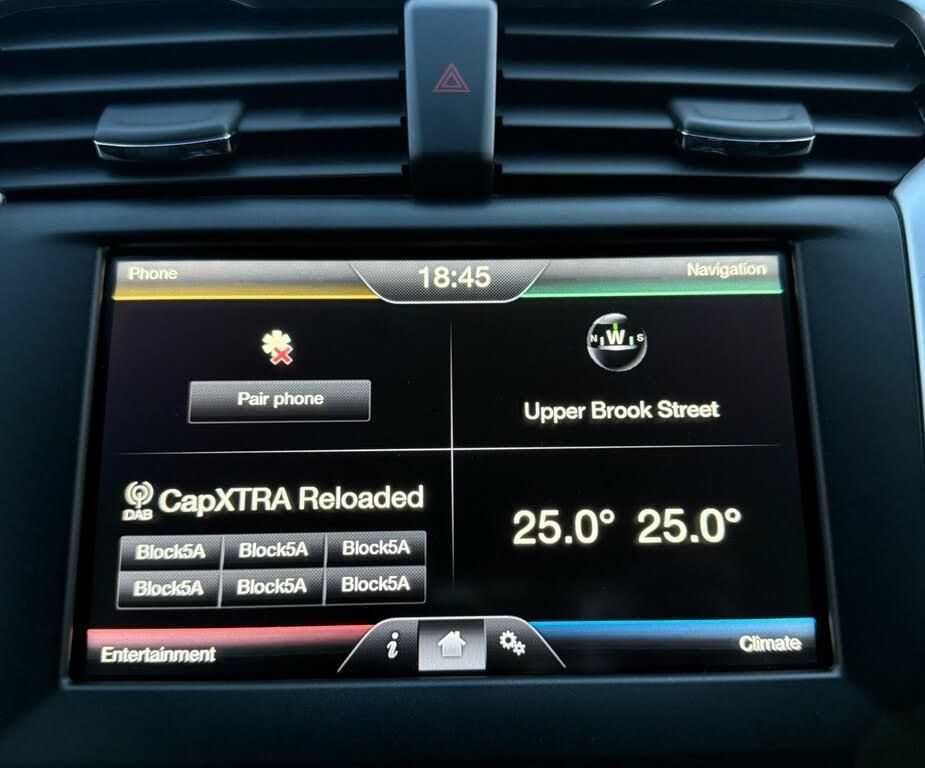 Phone
18:45
Navigation
N W S
Pair phone
Upper Brook Street
DAB CapXTRA Reloaded
25.0° 25.0°
Block5A Block5A Block5A
Block5A Block5A Block5A
Entertainment
i
Climate